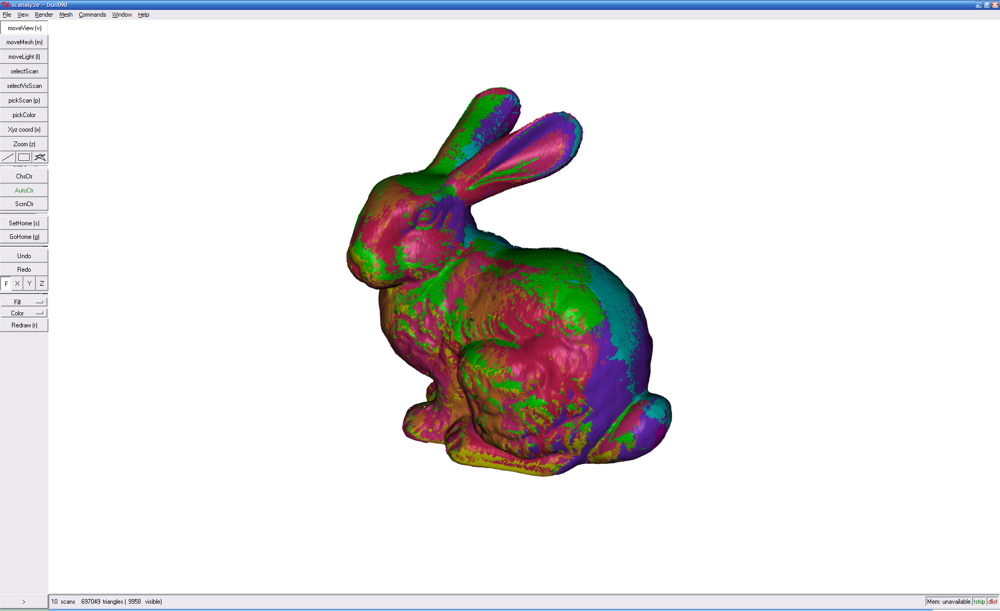 scanalyze -- bun090
File View Render Mesh Commands Window Help
moveView (v)
moveMesh (m)
moveLight (l)
selectScan
selectVisScan
pickScan (p)
pickColor
Xyz coord (x)
Zoom (z)
ChsCtr
AutoCtr
ScrnCtr
SetHome (s)
GoHome (g)
Undo
Redo
F X Y Z
Fill
Color
Redraw (r)
> 10 scans 697049 triangles ( 9958 visible) Mem: unavailable tstrip dlist